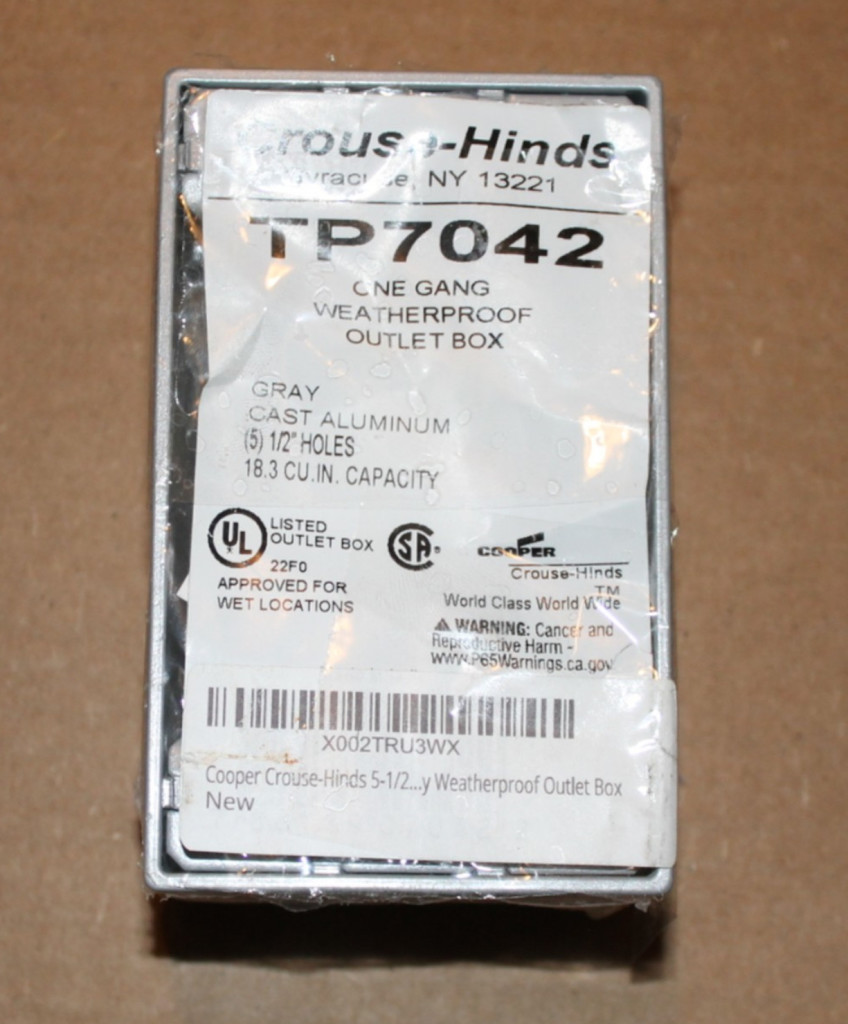 Crouse-Hinds
Syracuse, NY 13221
TP7042
ONE GANG
WEATHERPROOF
OUTLET BOX
GRAY
CAST ALUMINUM
(5) 1/2" HOLES
18.3 CU.IN. CAPACITY
UL LISTED
OUTLET BOX
22F0
APPROVED FOR
WET LOCATIONS
SA®
COOPER
Crouse-Hinds
TM
World Class World Wide
⚠ WARNING: Cancer and
Reproductive Harm -
www.P65Warnings.ca.gov
X002TRU3WX
Cooper Crouse-Hinds 5-1/2...y Weatherproof Outlet Box
New